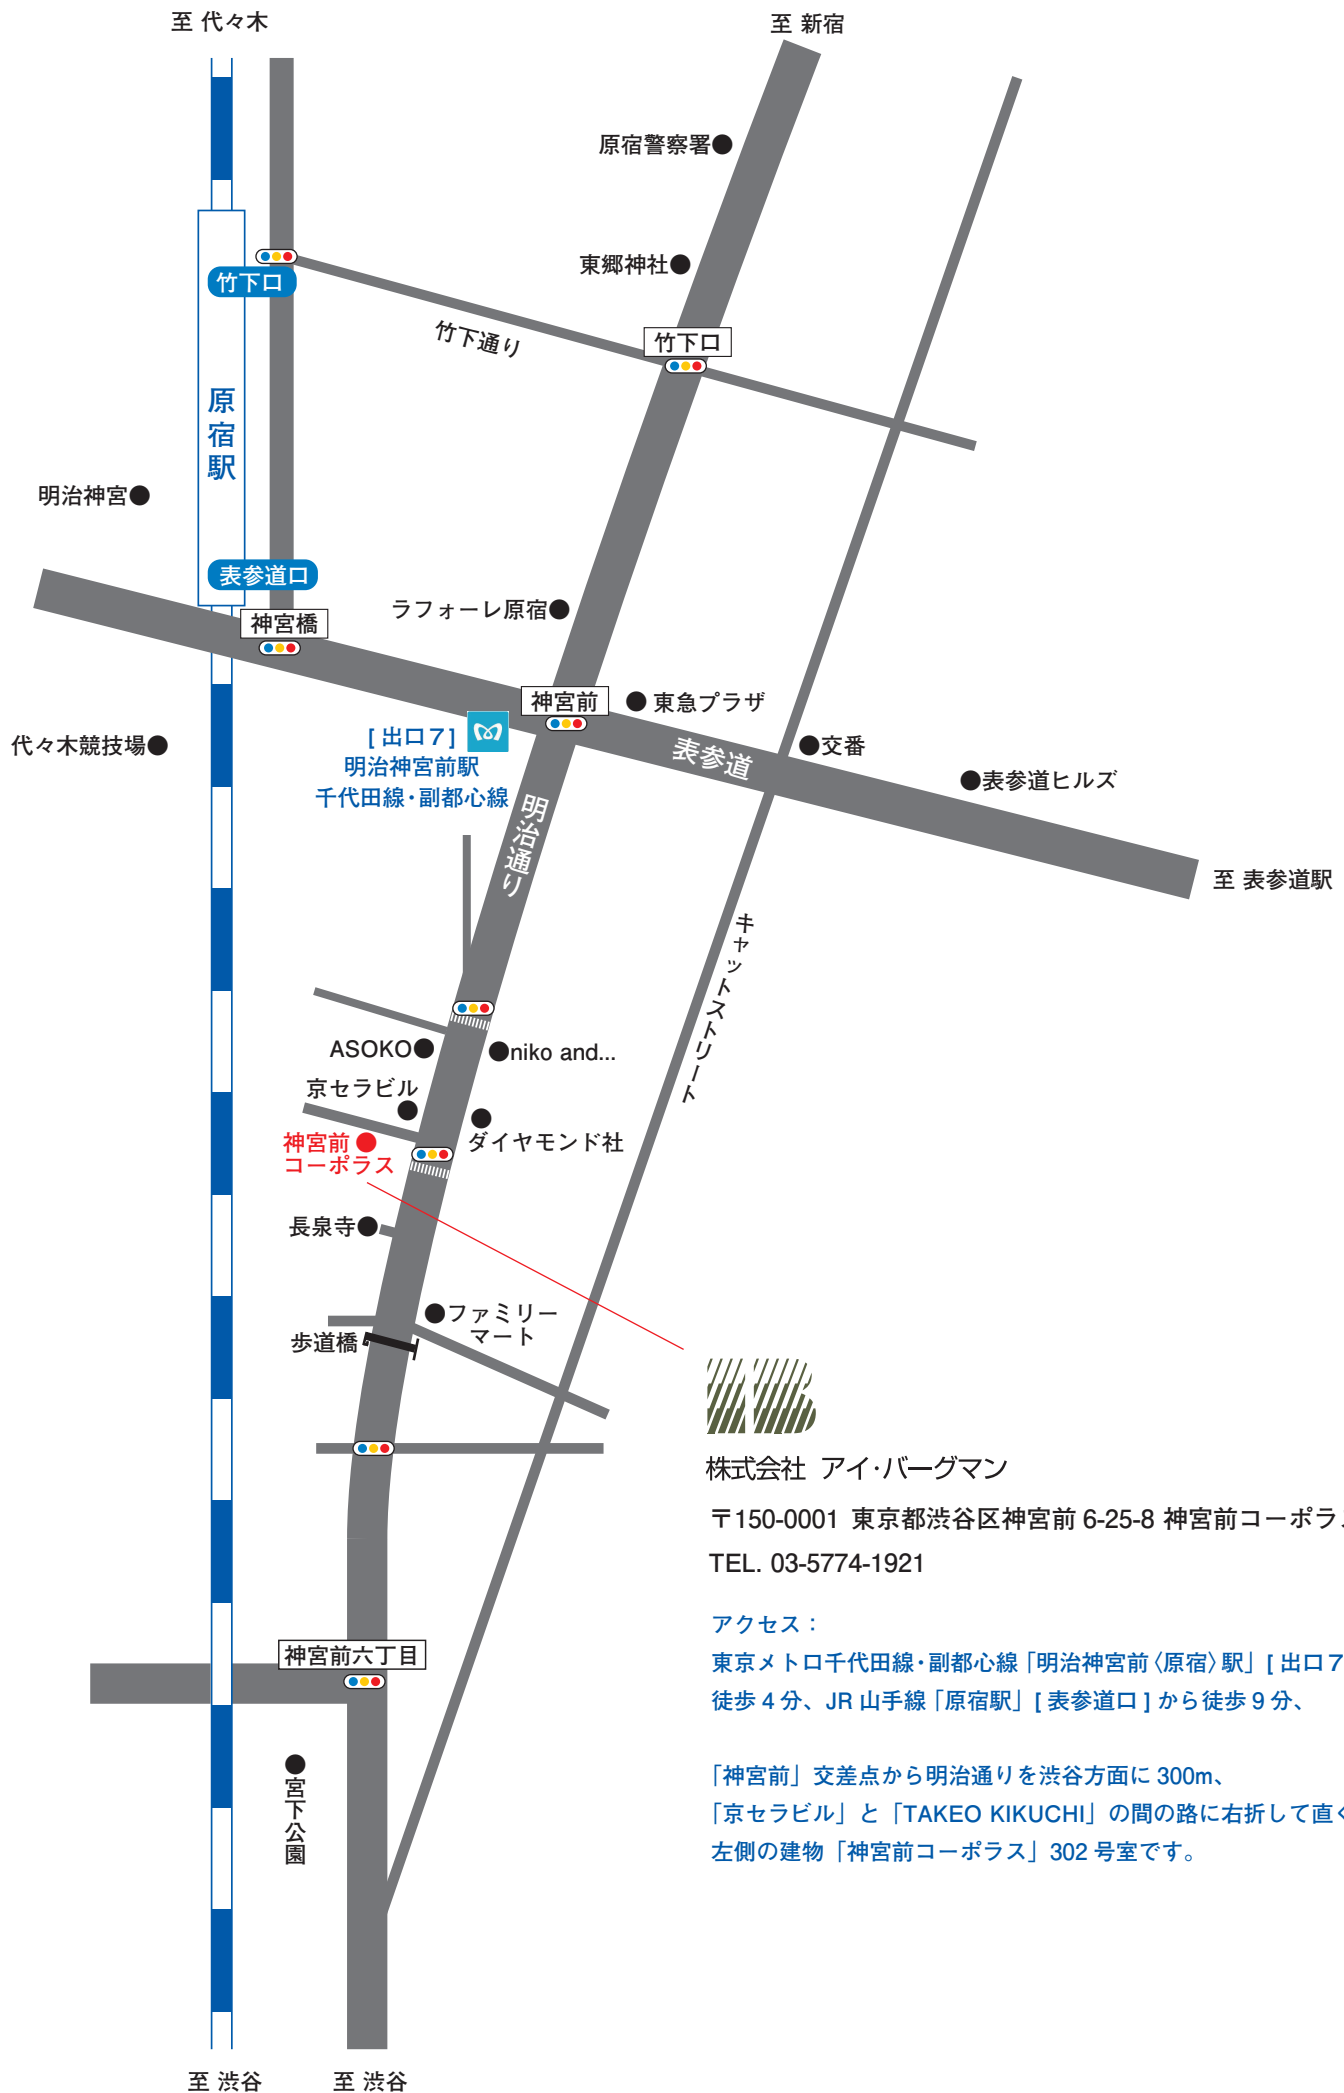 至 代々木
至 新宿
原宿警察署
東郷神社
竹下口
竹下通り
竹下口
原宿駅
明治神宮
表参道口
神宮橋
ラフォーレ原宿
神宮前
東急プラザ
[ 出口７]
明治神宮前駅
千代田線・副都心線
代々木競技場
表参道
交番
表参道ヒルズ
明治通り
至 表参道駅
キャットストリート
ASOKO
niko and...
京セラビル
ダイヤモンド社
神宮前
コーポラス
長泉寺
ファミリー
マート
歩道橋
株式会社 アイ・バーグマン
〒150-0001 東京都渋谷区神宮前 6-25-8 神宮前コーポラ
TEL. 03-5774-1921
アクセス：
東京メトロ千代田線・副都心線「明治神宮前〈原宿〉駅」[ 出口７
徒歩 4 分、JR 山手線「原宿駅」[ 表参道口 ] から徒歩 9 分、
「神宮前」交差点から明治通りを渋谷方面に 300m、
「京セラビル」と「TAKEO KIKUCHI」の間の路に右折して直ぐ
左側の建物「神宮前コーポラス」302 号室です。
神宮前六丁目
宮下公園
至 渋谷
至 渋谷